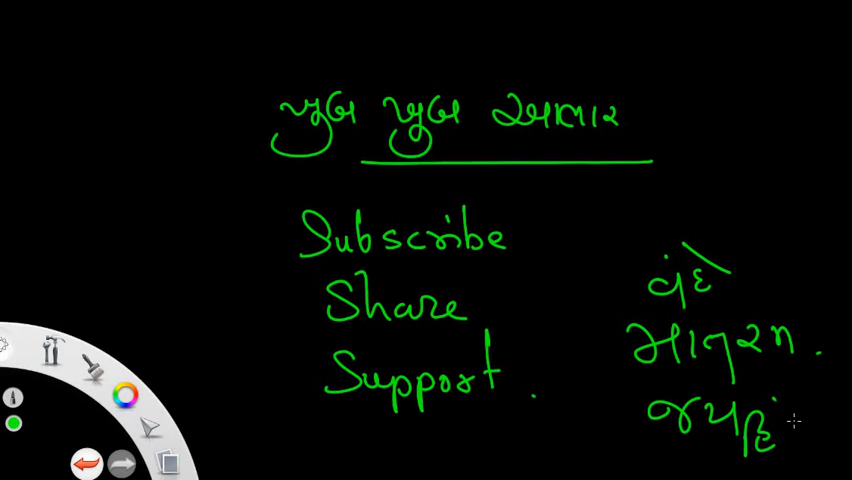 ખુબ ખુબ આભાર
Subscribe
Share
Support.
વંદે
માતરમ.
જયહિં